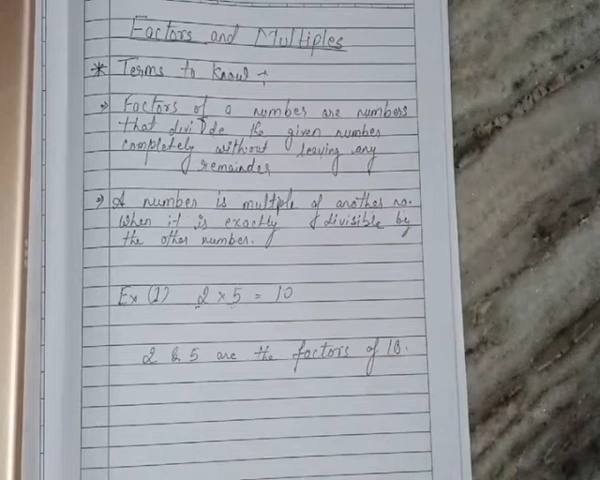 Factors and Multiples
* Terms to know :-
→ Factors of a number are numbers
that divide the given number
completely without leaving any
remainder
→ A number is multiple of another no.
when it is exactly divisible by
the other number.
Ex (1) 2 × 5 = 10
2 & 5 are the factors of 10.